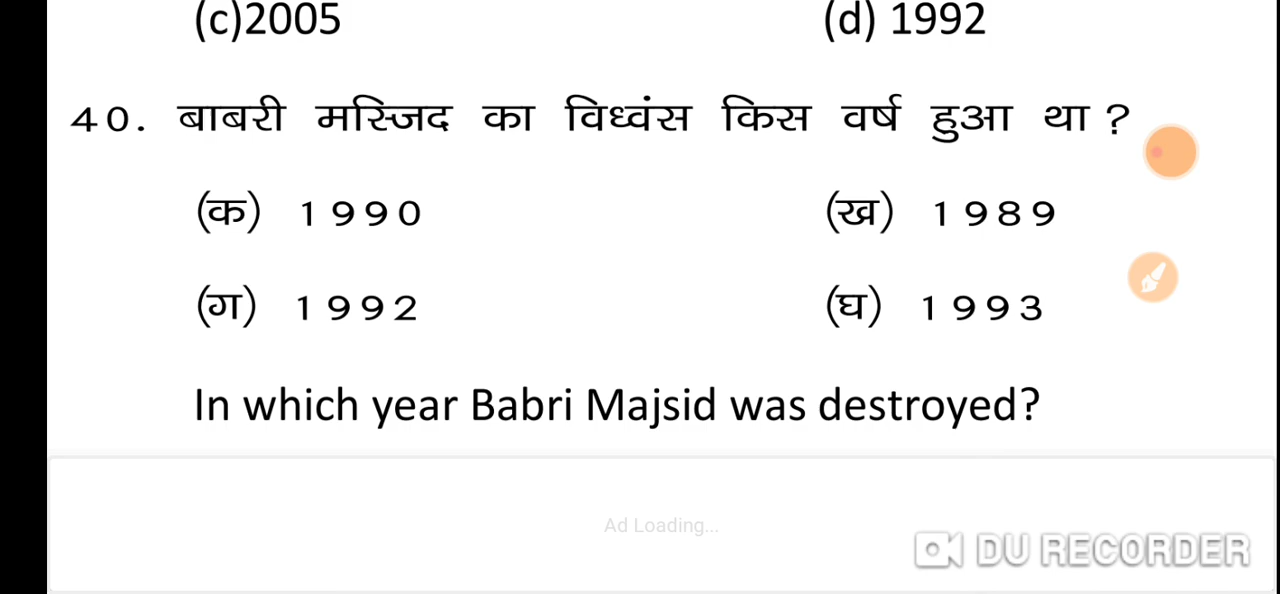 (c)2005 (d) 1992
40. बाबरी मस्जिद का विध्वंस किस वर्ष हुआ था ?
(क) 1990 (ख) 1989
(ग) 1992 (घ) 1993
In which year Babri Majsid was destroyed?
Ad Loading...
DU RECORDER